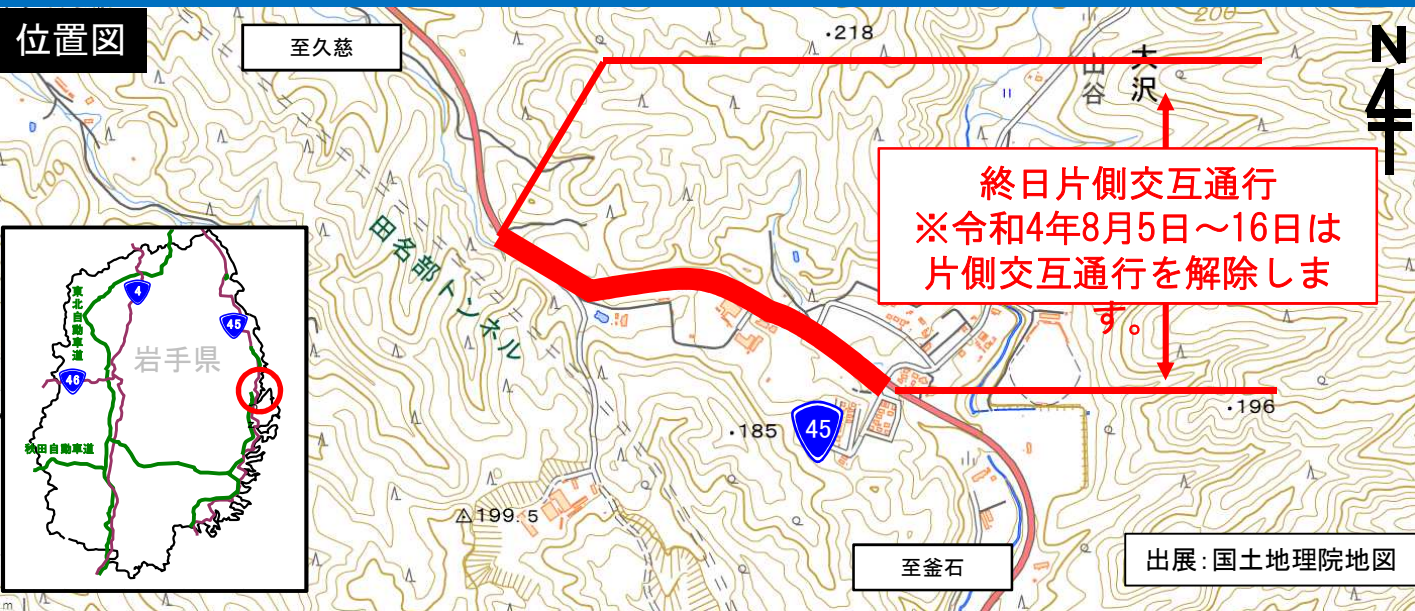 位置図
至久慈
・218
200
大沢
山谷
N
終日片側交互通行
※令和4年8月5日～16日は
片側交互通行を解除しま
す。
100
田名部トンネル
4
東北自動車道
45
岩手県
46
秋田自動車道
・196
・185
45
199.5
至釜石
出展：国土地理院地図